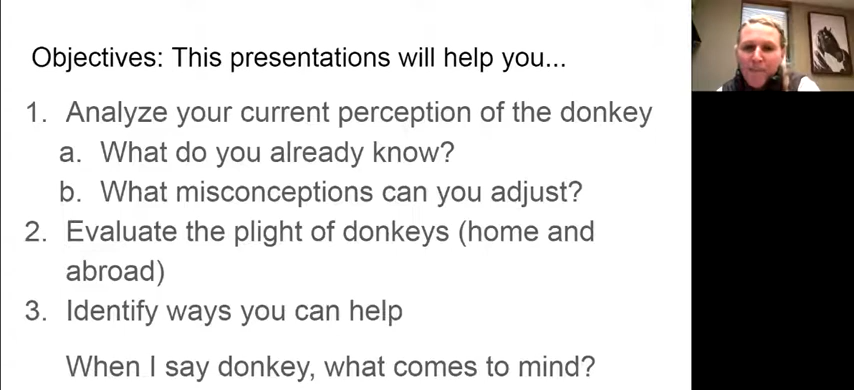 Objectives: This presentations will help you...
1. Analyze your current perception of the donkey
a. What do you already know?
b. What misconceptions can you adjust?
2. Evaluate the plight of donkeys (home and
abroad)
3. Identify ways you can help
When I say donkey, what comes to mind?